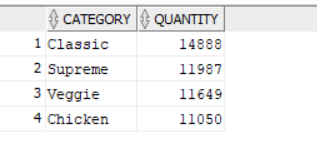 CATEGORY QUANTITY
1 Classic 14888
2 Supreme 11987
3 Veggie 11649
4 Chicken 11050